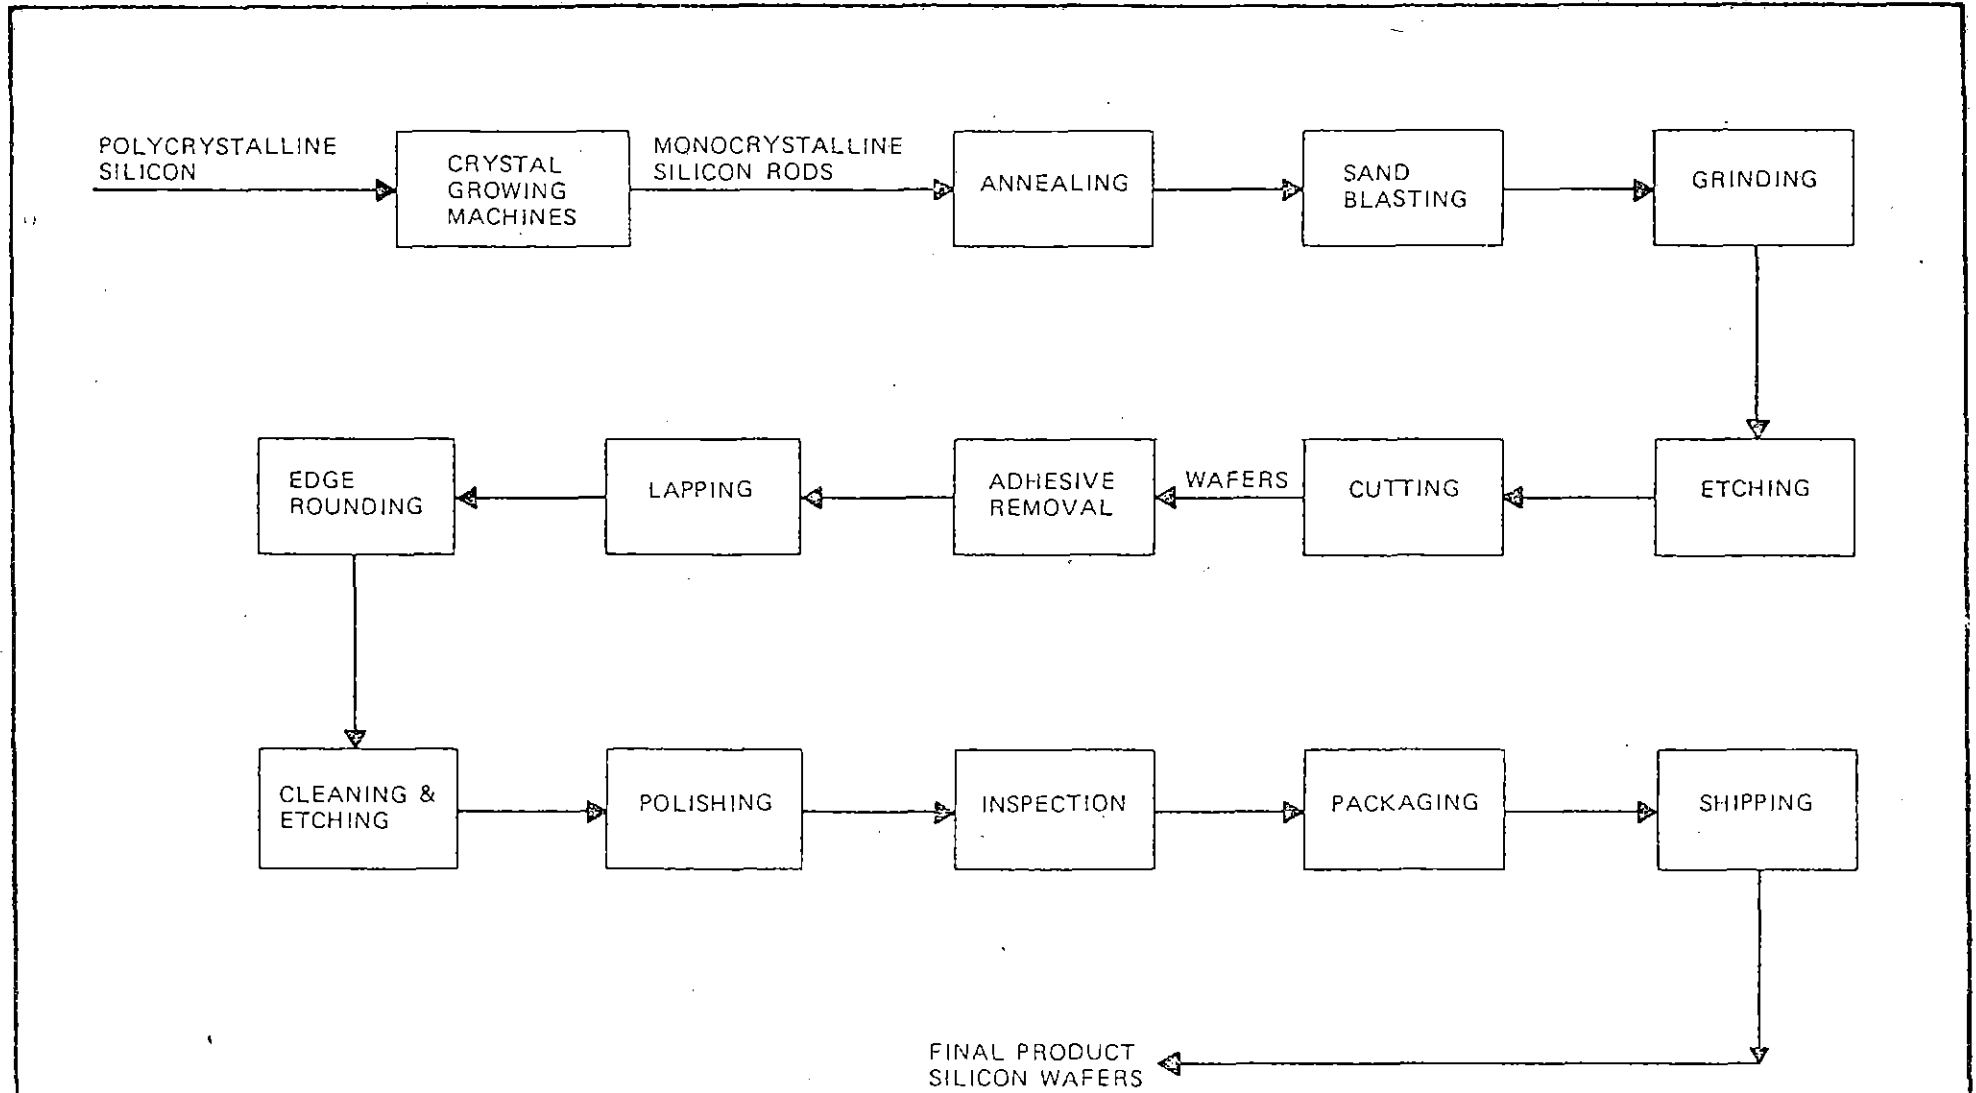 POLYCRYSTALLINE
SILICON
CRYSTAL
GROWING
MACHINES
MONOCRYSTALLINE
SILICON RODS
ANNEALING
SAND
BLASTING
GRINDING
ETCHING
CUTTING
WAFERS
ADHESIVE
REMOVAL
LAPPING
EDGE
ROUNDING
CLEANING &
ETCHING
POLISHING
INSPECTION
PACKAGING
SHIPPING
FINAL PRODUCT
SILICON WAFERS